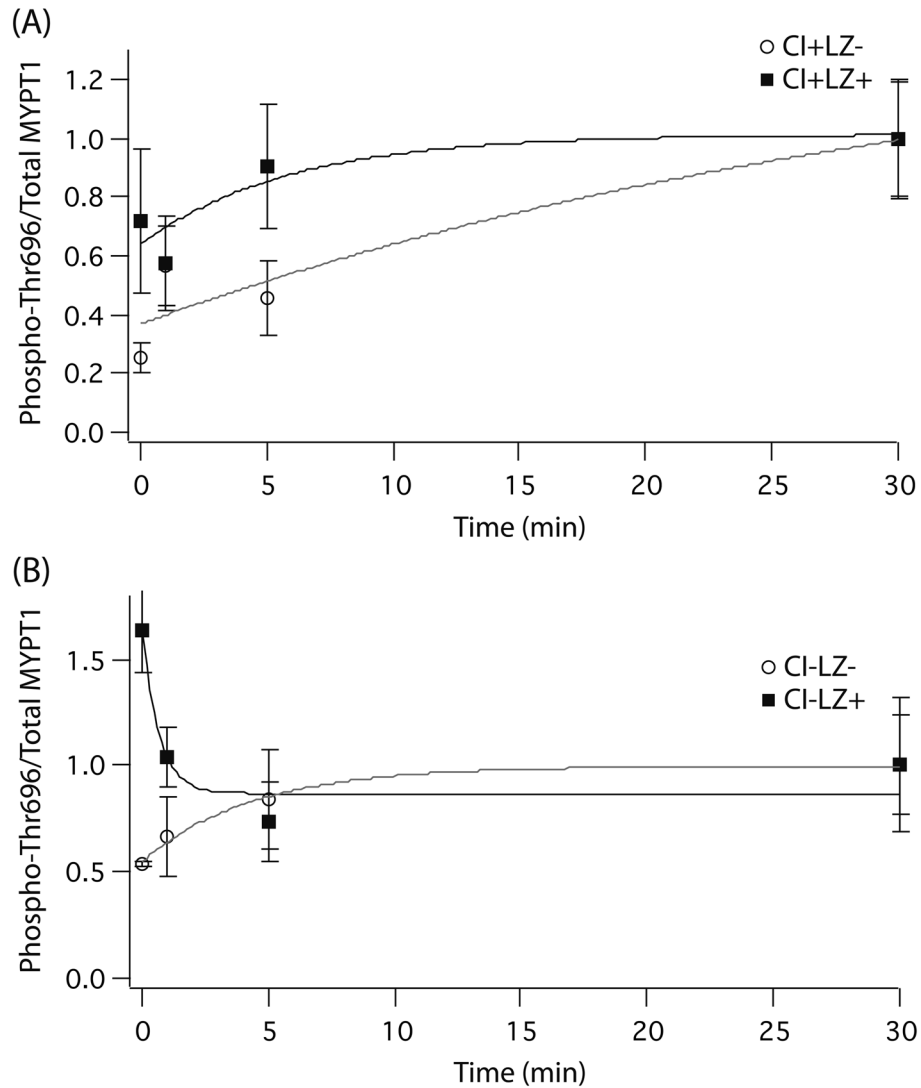 (A)
CI+LZ-
CI+LZ+
Phospho-Thr696/Total MYPT1
1.2
1.0
0.8
0.6
0.4
0.2
0.0
0 5 10 15 20 25 30
Time (min)
(B)
CI-LZ-
CI-LZ+
Phospho-Thr696/Total MYPT1
1.5
1.0
0.5
0.0
0 5 10 15 20 25 30
Time (min)